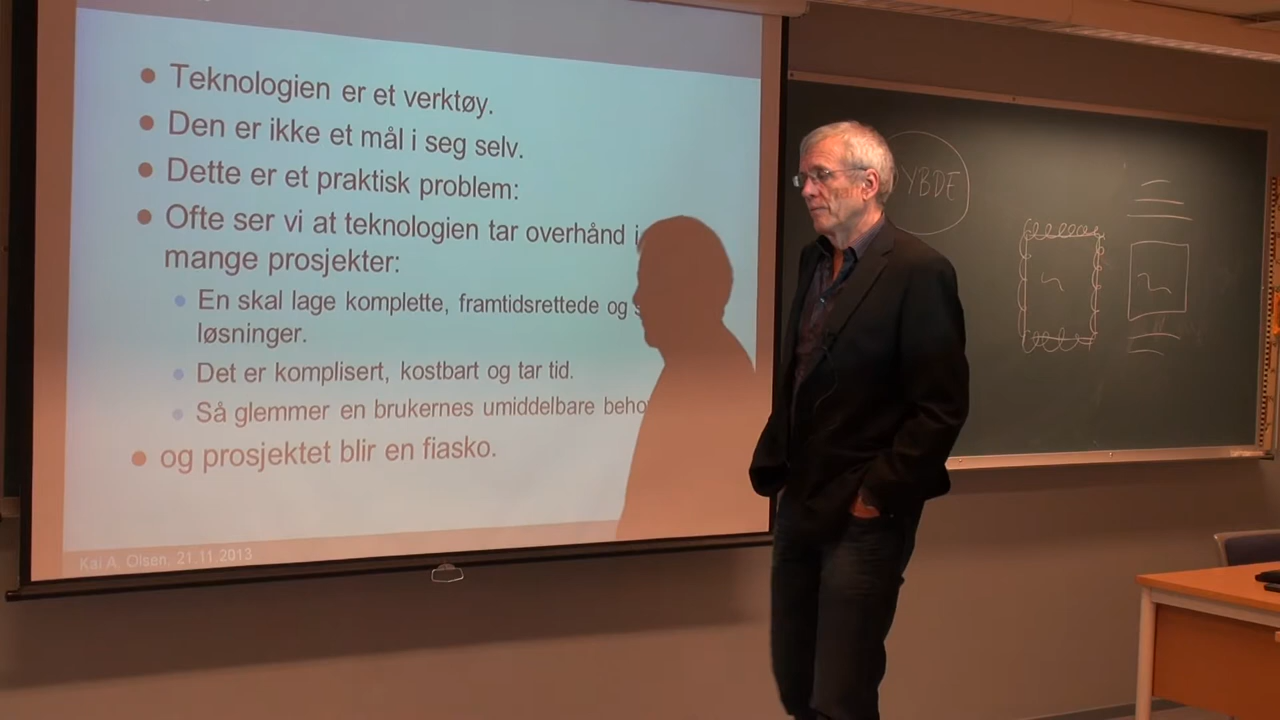 Teknologien er et verktøy.
Den er ikke et mål i seg selv.
Dette er et praktisk problem:
Ofte ser vi at teknologien tar overhånd i
mange prosjekter:
En skal lage komplette, framtidsrettede og
løsninger.
Det er komplisert, kostbart og tar tid.
Så glemmer en brukernes umiddelbare
og prosjektet blir en fiasko.
Kai A. Olsen, 21.11.2013